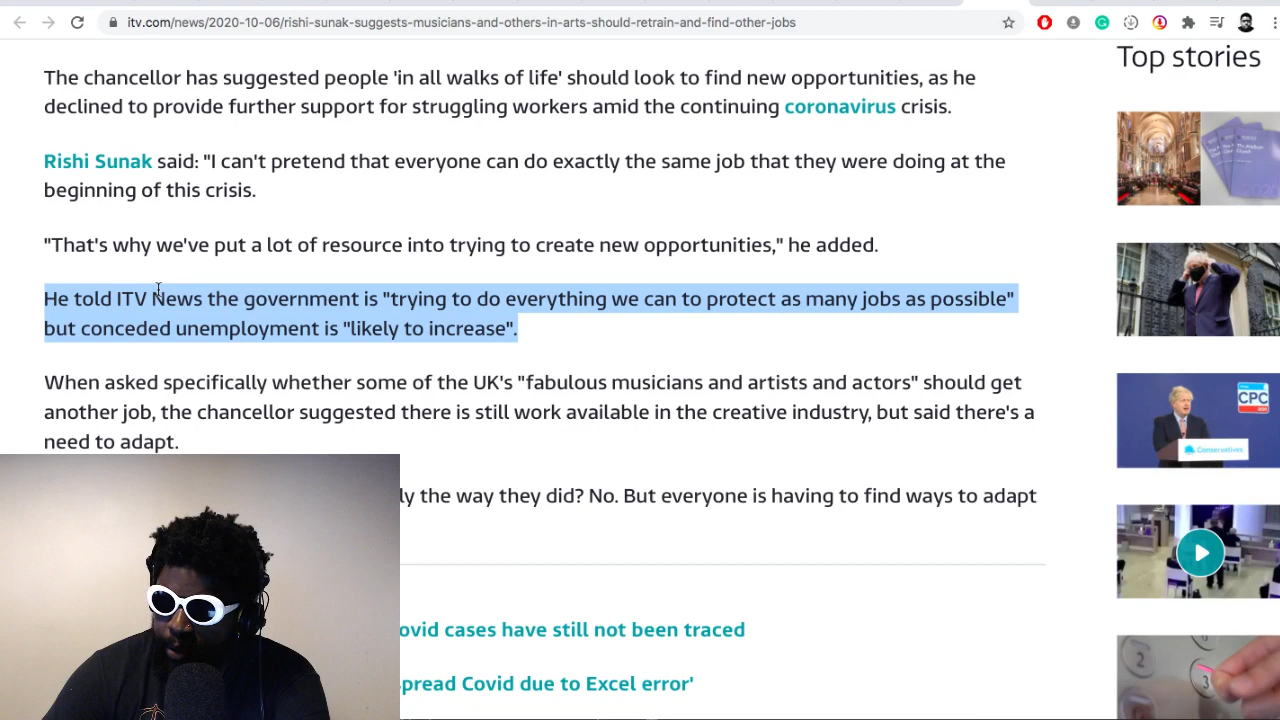 itv.com/news/2020-10-06/rishi-sunak-suggests-musicians-and-others-in-arts-should-retrain-and-find-other-jobs
Top stories
The chancellor has suggested people 'in all walks of life' should look to find new opportunities, as he
declined to provide further support for struggling workers amid the continuing coronavirus crisis.
Rishi Sunak said: "I can't pretend that everyone can do exactly the same job that they were doing at the
beginning of this crisis.
"That's why we've put a lot of resource into trying to create new opportunities," he added.
He told ITV News the government is "trying to do everything we can to protect as many jobs as possible"
but conceded unemployment is "likely to increase".
When asked specifically whether some of the UK's "fabulous musicians and artists and actors" should get
another job, the chancellor suggested there is still work available in the creative industry, but said there's a
need to adapt.
ly the way they did? No. But everyone is having to find ways to adapt
ovid cases have still not been traced
spread Covid due to Excel error'
CPC
Conservatives
2
3